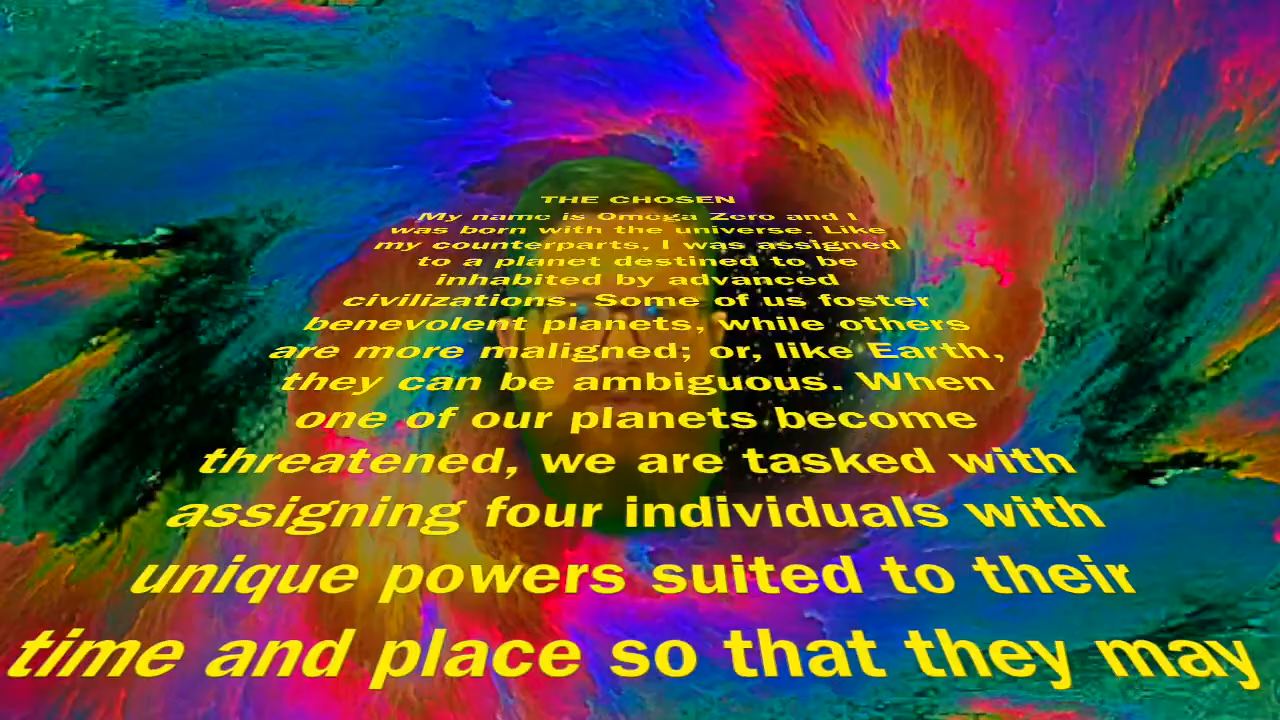 THE CHOSEN
My name is Omega Zero and I
was born with the universe. Like
my counterparts, I was assigned
to a planet destined to be
inhabited by advanced
civilizations. Some of us foster
benevolent planets, while others
are more maligned; or, like Earth,
they can be ambiguous. When
one of our planets become
threatened, we are tasked with
assigning four individuals with
unique powers suited to their
time and place so that they may